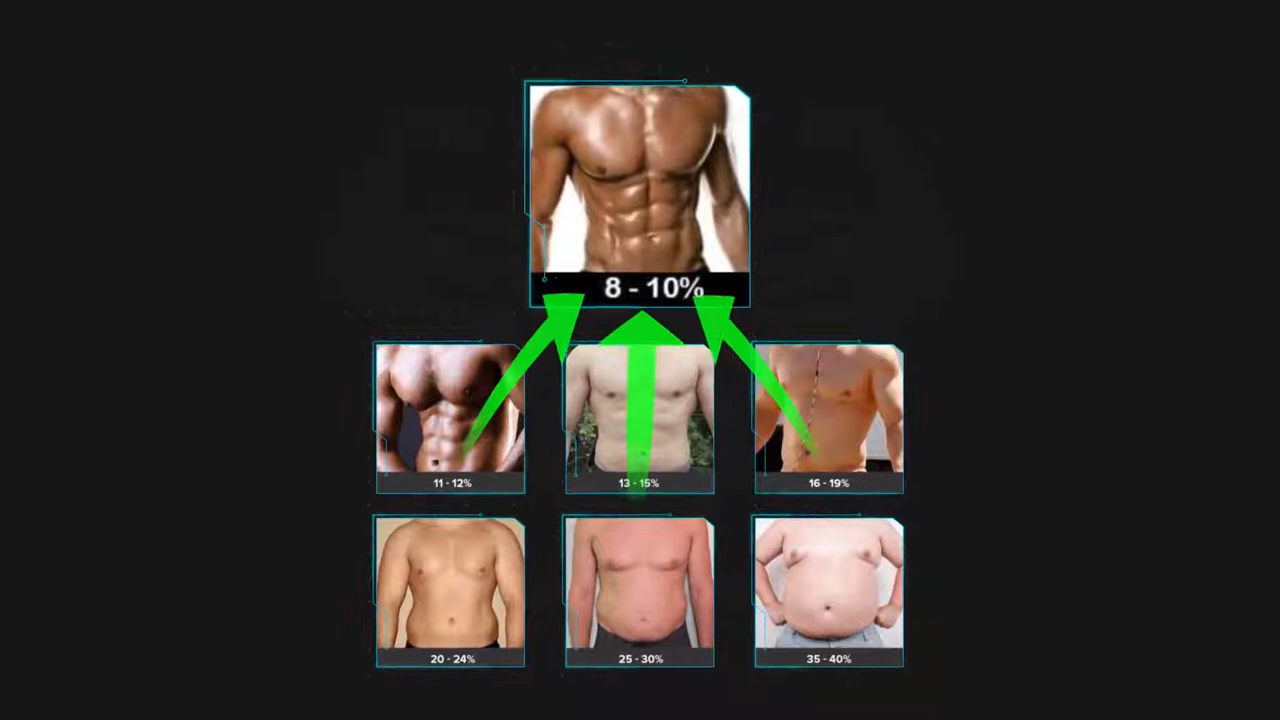 8 - 10%
11 - 12%
13 - 15%
16 - 19%
20 - 24%
25 - 30%
35 - 40%